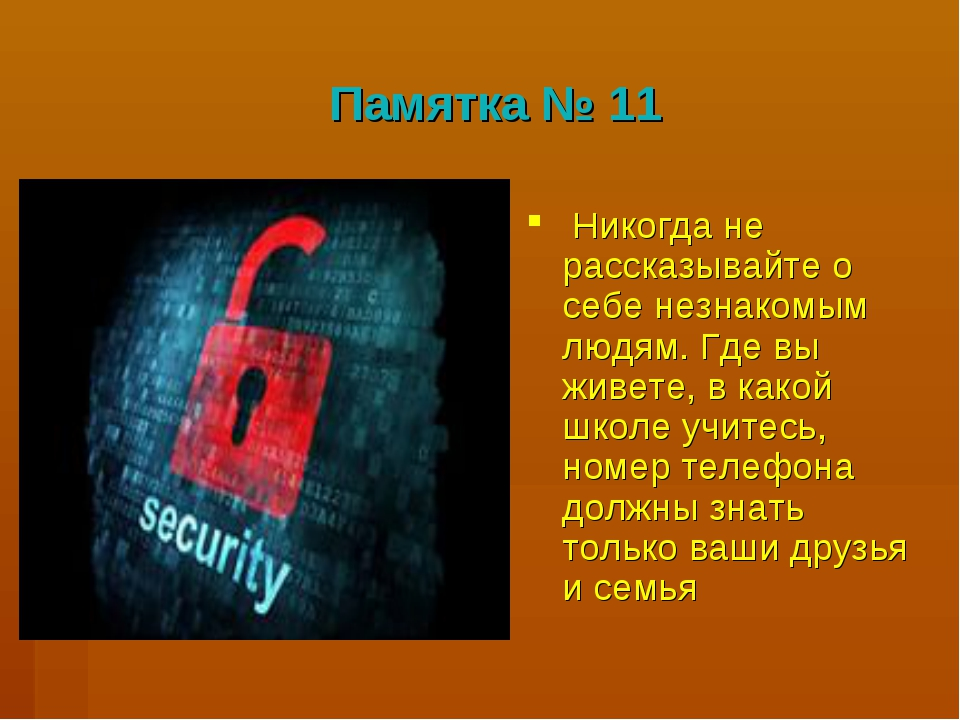 Памятка № 11
Никогда не
рассказывайте о
себе незнакомым
людям. Где вы
живете, в какой
школе учитесь,
номер телефона
должны знать
только ваши друзья
и семья
security